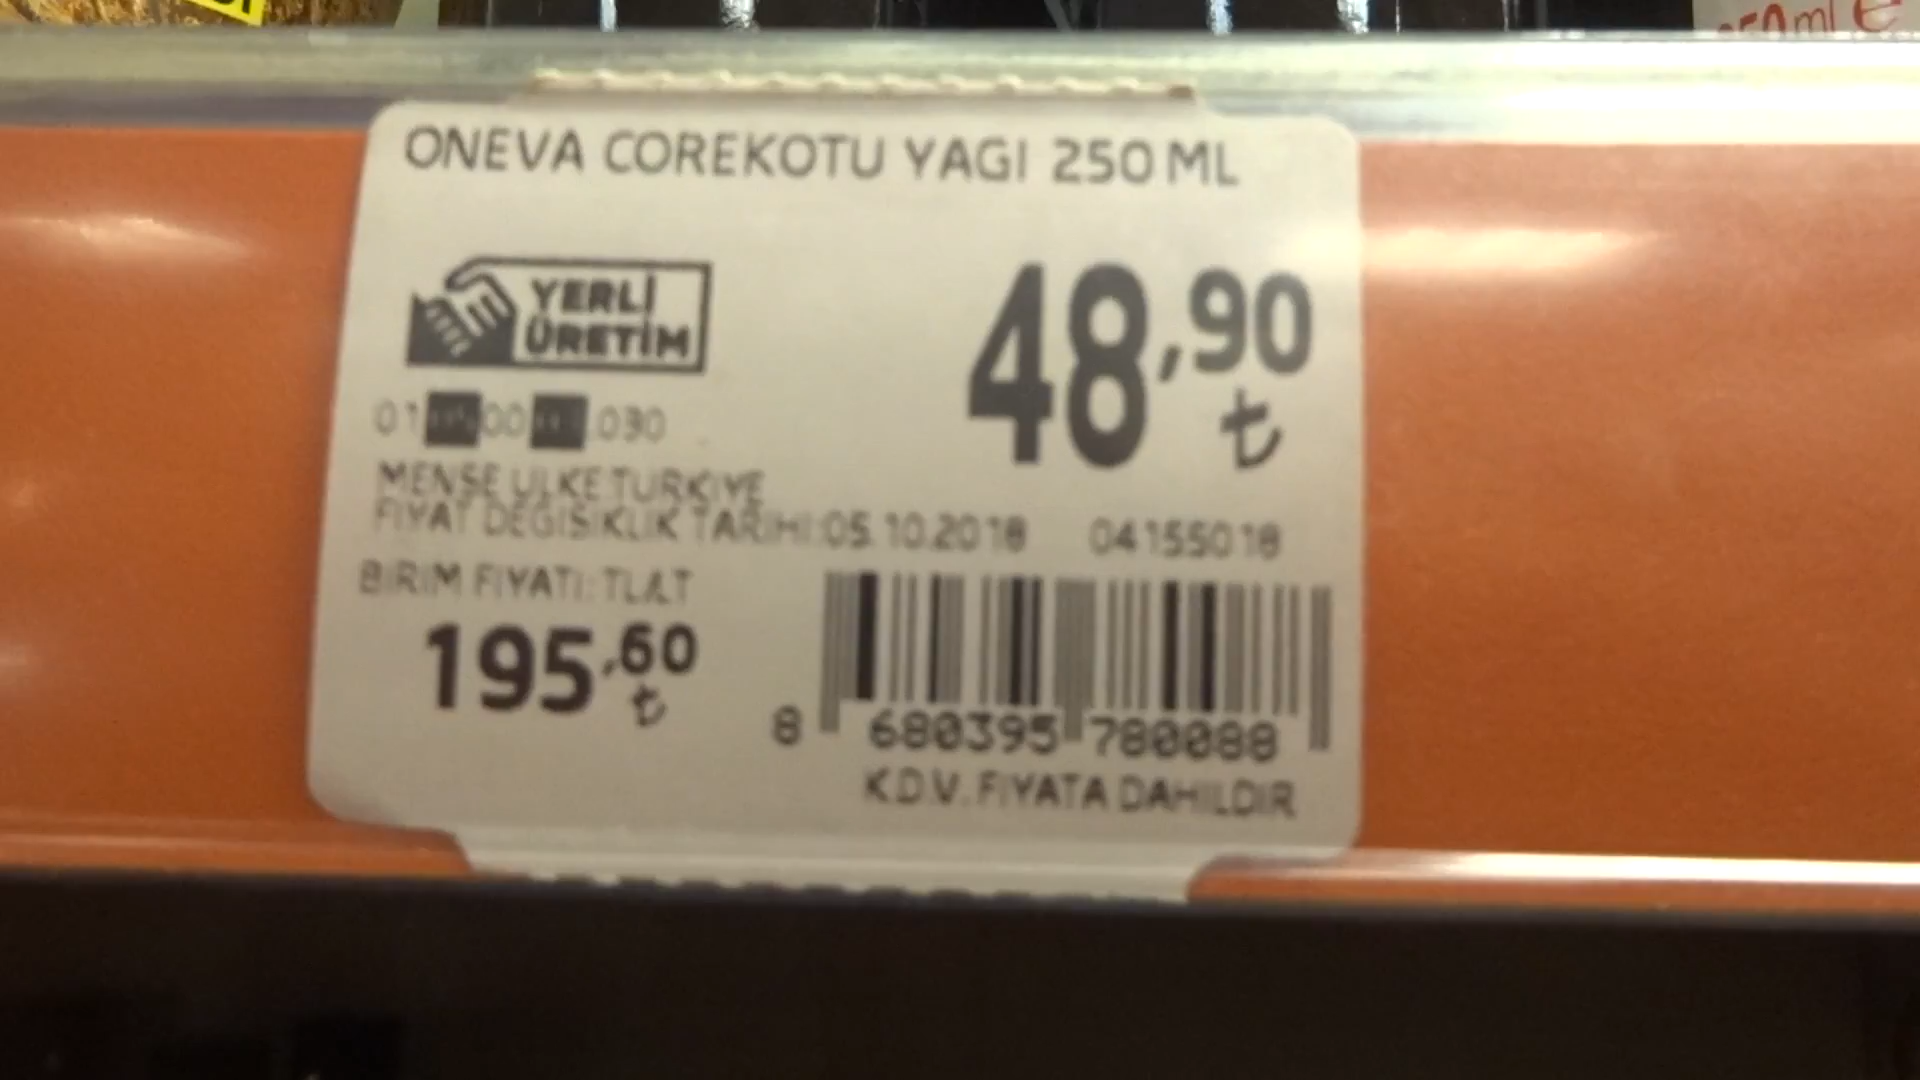 ONEVA COREKOTU YAGI 250 ML
YERLİ
ÜRETİM
48,90
₺
MENSE ULKE:TURKIYE
FIYAT DEGISIKLIK TARIHI:05.10.2018 04155018
BIRIM FIYATI: TL/LT
195,60
₺
8 680395 780088
K.D.V. FIYATA DAHILDIR